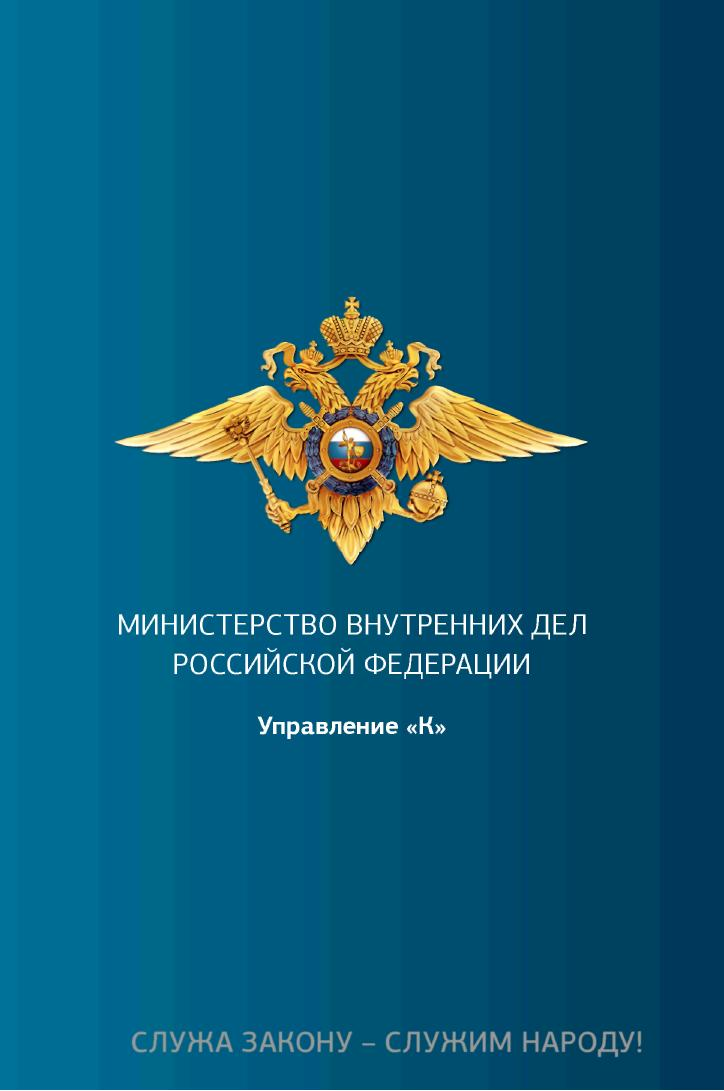 МИНИСТЕРСТВО ВНУТРЕННИХ ДЕЛ
РОССИЙСКОЙ ФЕДЕРАЦИИ
Управление «К»
СЛУЖА ЗАКОНУ – СЛУЖИМ НАРОДУ!